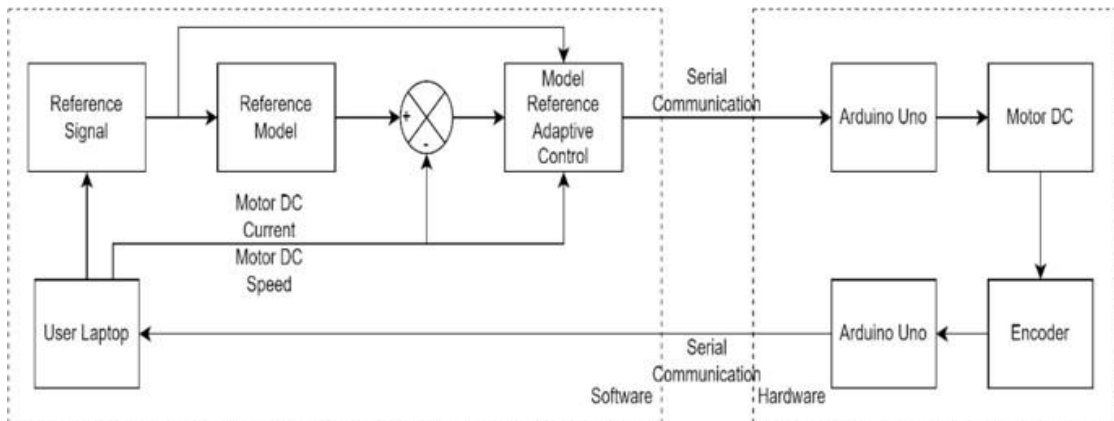 Reference
Signal
Reference
Model
+
-
Model
Reference
Adaptive
Control
Serial
Communication
Arduino Uno
Motor DC
Motor DC
Current
Motor DC
Speed
User Laptop
Serial
Communication
Arduino Uno
Encoder
Software
Hardware